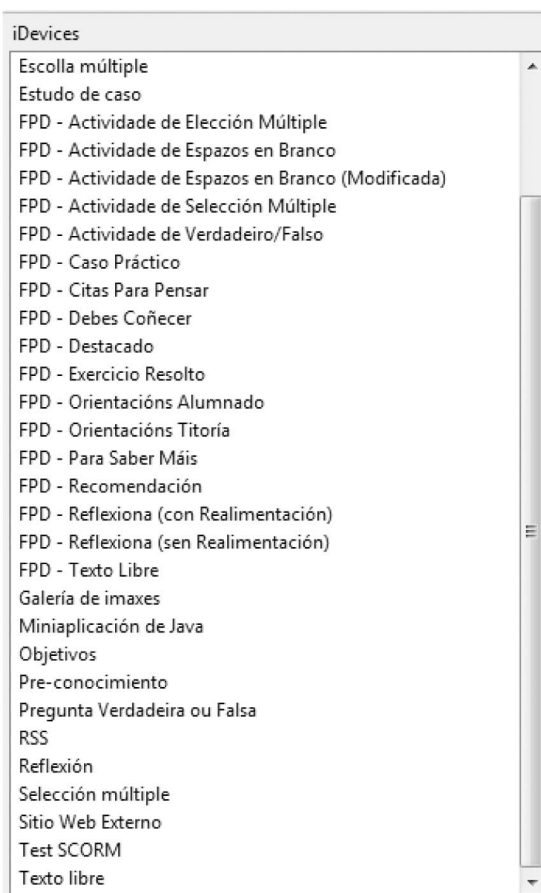 iDevices
Escolla múltiple
Estudo de caso
FPD - Actividade de Elección Múltiple
FPD - Actividade de Espazos en Branco
FPD - Actividade de Espazos en Branco (Modificada)
FPD - Actividade de Selección Múltiple
FPD - Actividade de Verdadeiro/Falso
FPD - Caso Práctico
FPD - Citas Para Pensar
FPD - Debes Coñecer
FPD - Destacado
FPD - Exercicio Resolto
FPD - Orientacións Alumnado
FPD - Orientacións Titoría
FPD - Para Saber Máis
FPD - Recomendación
FPD - Reflexiona (con Realimentación)
FPD - Reflexiona (sen Realimentación)
FPD - Texto Libre
Galería de imaxes
Miniaplicación de Java
Objetivos
Pre-conocimiento
Pregunta Verdadeira ou Falsa
RSS
Reflexión
Selección múltiple
Sitio Web Externo
Test SCORM
Texto libre